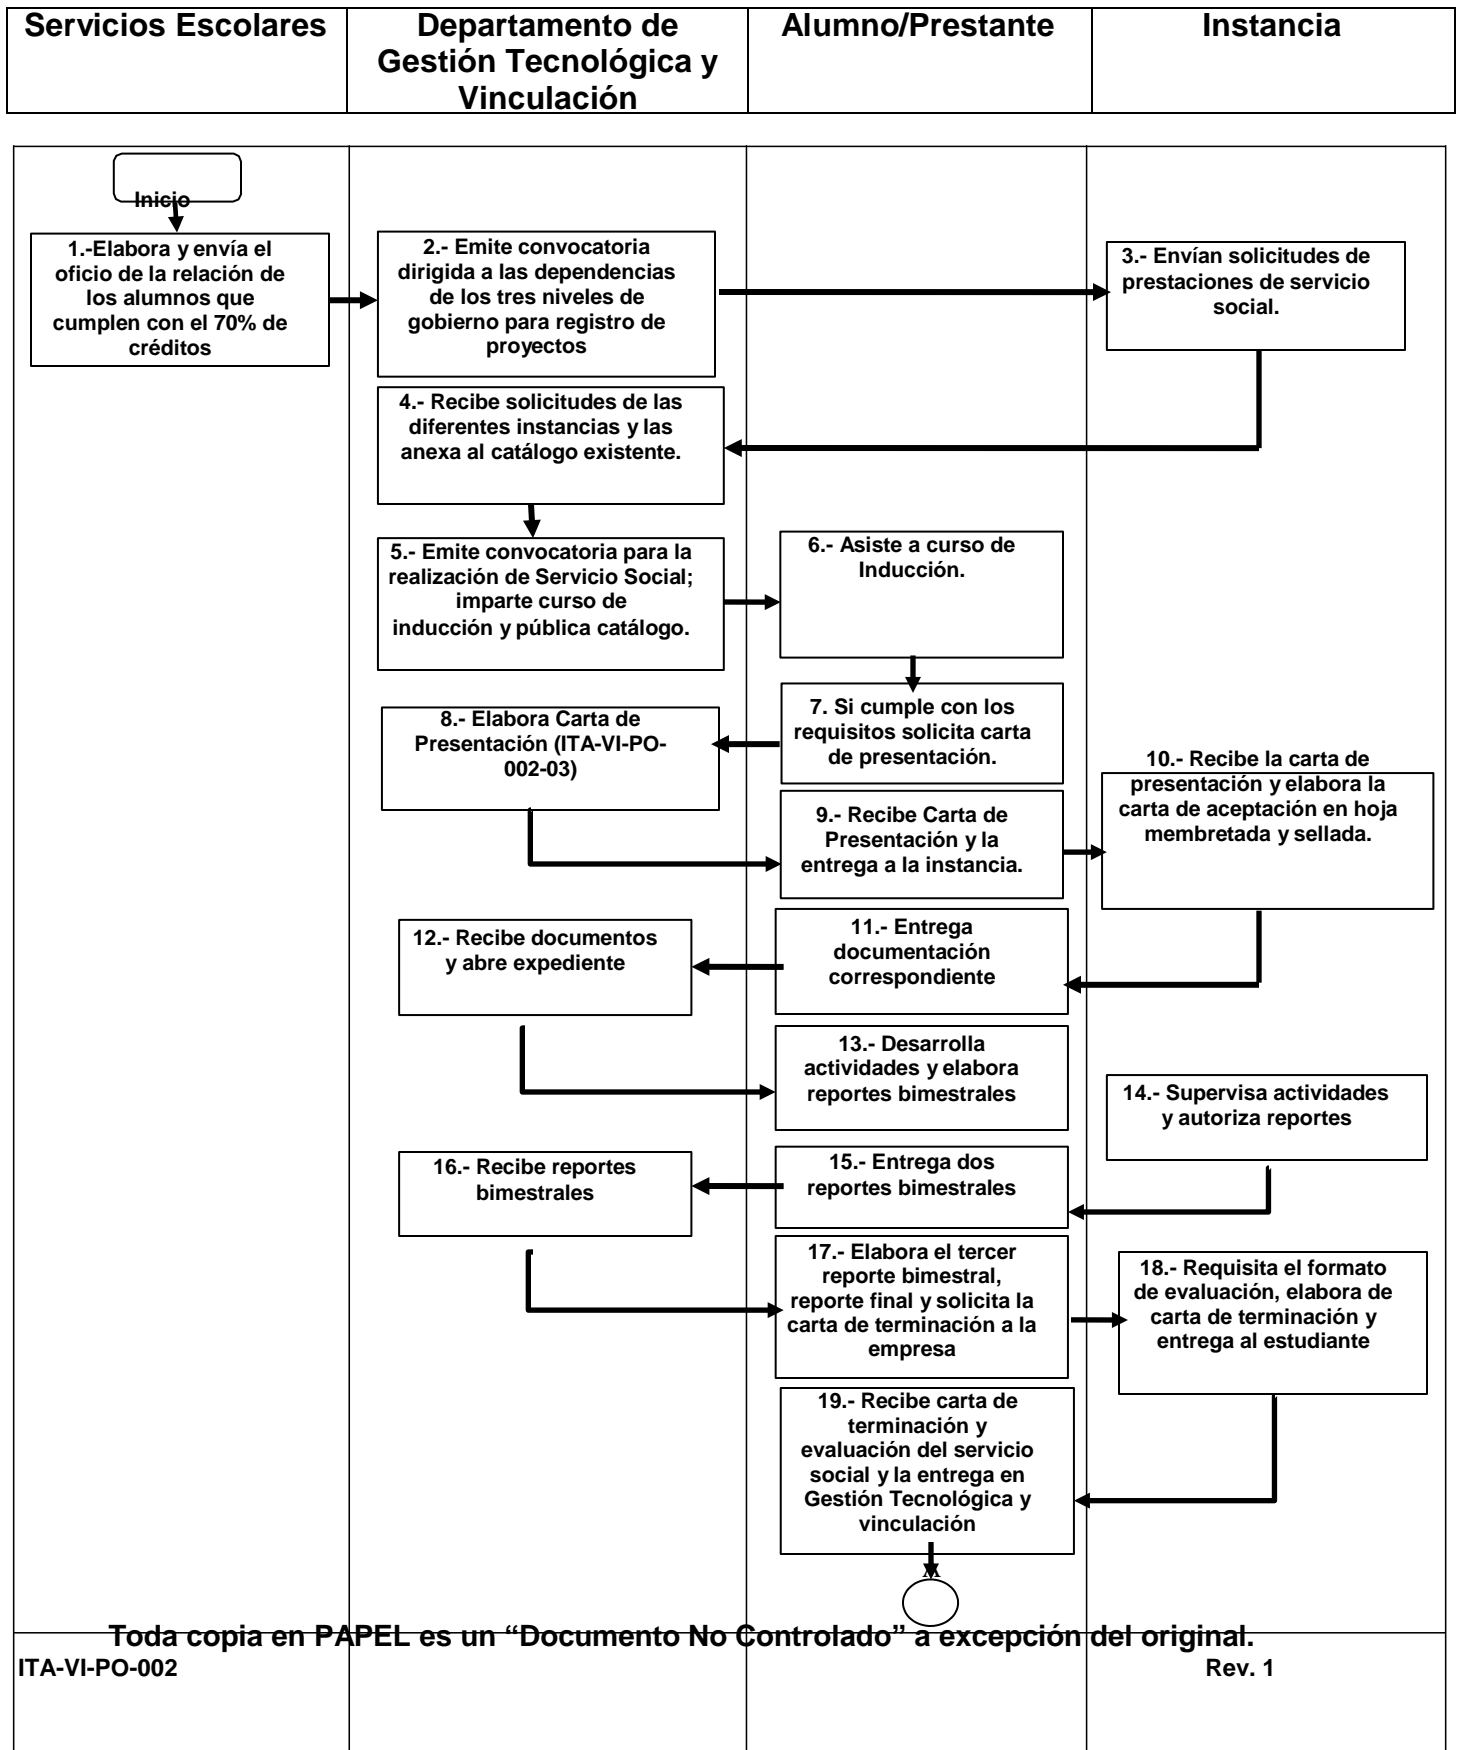 Servicios Escolares
Departamento de
Gestión Tecnológica y
Vinculación
Alumno/Prestante
Instancia
Inicio
1.-Elabora y envía el
oficio de la relación de
los alumnos que
cumplen con el 70% de
créditos
2.- Emite convocatoria
dirigida a las dependencias
de los tres niveles de
gobierno para registro de
proyectos
3.- Envían solicitudes de
prestaciones de servicio
social.
4.- Recibe solicitudes de las
diferentes instancias y las
anexa al catálogo existente.
5.- Emite convocatoria para la
realización de Servicio Social;
imparte curso de
inducción y pública catálogo.
6.- Asiste a curso de
Inducción.
7. Si cumple con los
requisitos solicita carta
de presentación.
8.- Elabora Carta de
Presentación (ITA-VI-PO-
002-03)
9.- Recibe Carta de
Presentación y la
entrega a la instancia.
10.- Recibe la carta de
presentación y elabora la
carta de aceptación en hoja
membretada y sellada.
11.- Entrega
documentación
correspondiente
12.- Recibe documentos
y abre expediente
13.- Desarrolla
actividades y elabora
reportes bimestrales
14.- Supervisa actividades
y autoriza reportes
15.- Entrega dos
reportes bimestrales
16.- Recibe reportes
bimestrales
17.- Elabora el tercer
reporte bimestral,
reporte final y solicita la
carta de terminación a la
empresa
18.- Requisita el formato
de evaluación, elabora de
carta de terminación y
entrega al estudiante
19.- Recibe carta de
terminación y
evaluación del servicio
social y la entrega en
Gestión Tecnológica y
vinculación
Toda copia en PAPEL es un “Documento No Controlado” a excepción del original.
ITA-VI-PO-002
Rev. 1